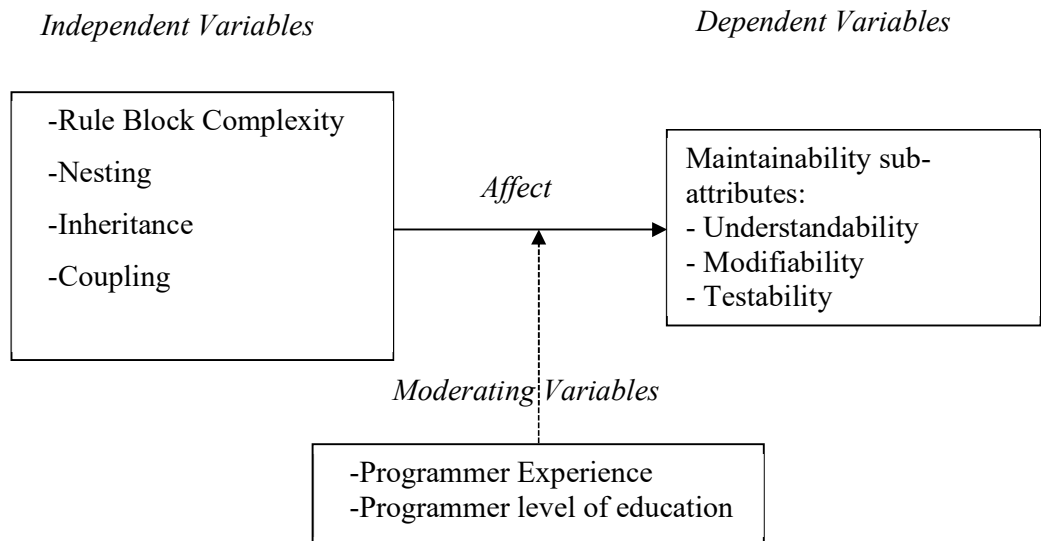 Independent Variables
Dependent Variables
-Rule Block Complexity
-Nesting
-Inheritance
-Coupling
Affect
Maintainability sub-
attributes:
- Understandability
- Modifiability
- Testability
Moderating Variables
-Programmer Experience
-Programmer level of education